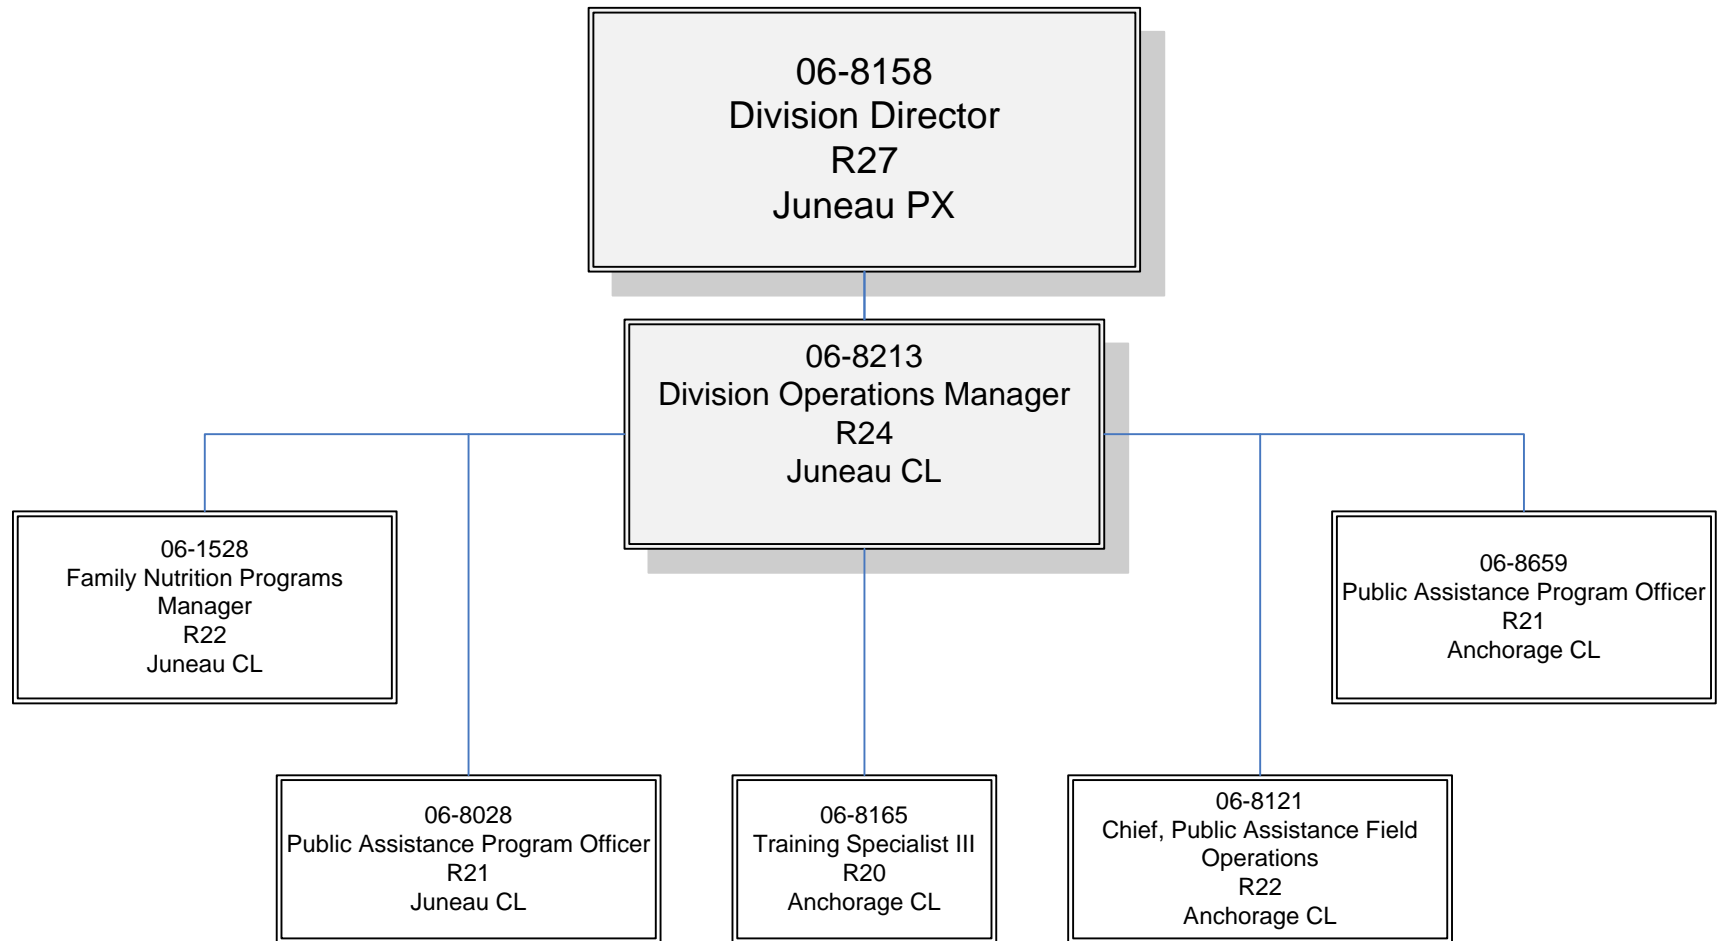 06-8158
Division Director
R27
Juneau PX
06-8213
Division Operations Manager
R24
Juneau CL
06-1528
Family Nutrition Programs
Manager
R22
Juneau CL
06-8659
Public Assistance Program Officer
R21
Anchorage CL
06-8028
Public Assistance Program Officer
R21
Juneau CL
06-8165
Training Specialist III
R20
Anchorage CL
06-8121
Chief, Public Assistance Field
Operations
R22
Anchorage CL